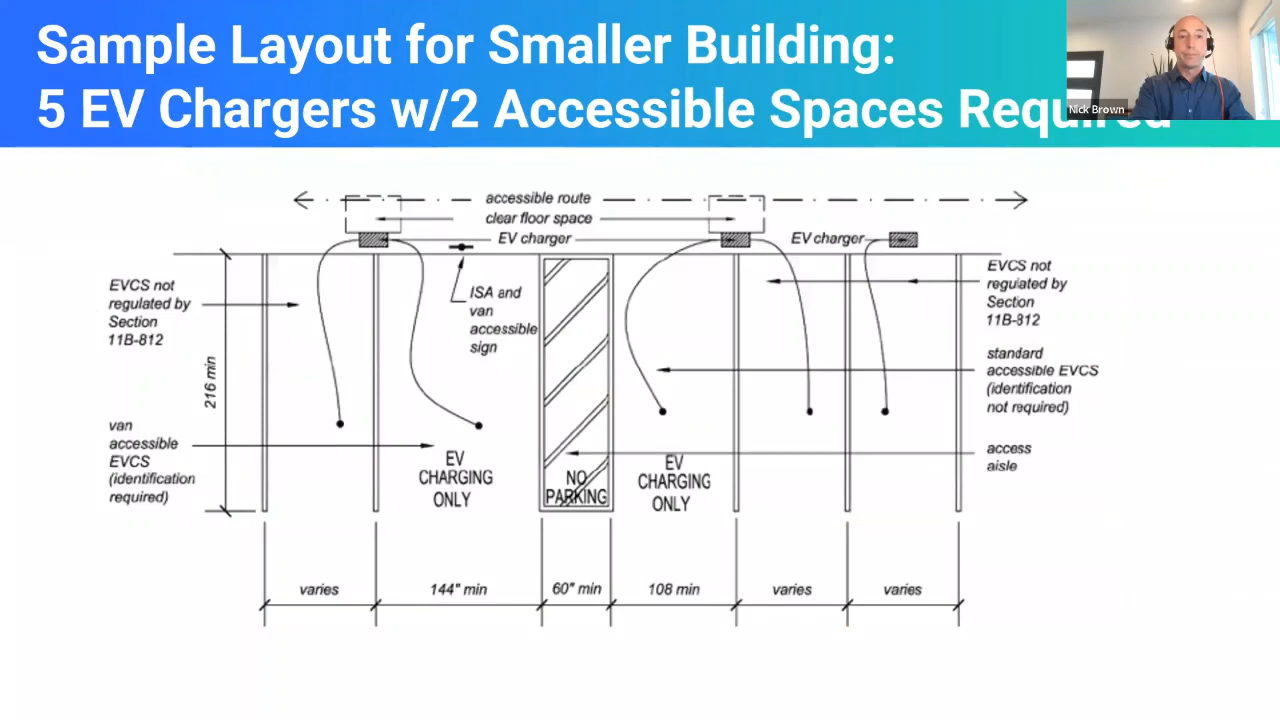 Sample Layout for Smaller Building:
5 EV Chargers w/2 Accessible Spaces Required
Nick Brown
accessible route
clear floor space
EV charger
EV charger
EVCS not
regulated by
Section
11B-812
ISA and
van
accessible
sign
EVCS not
regulated by
Section
11B-812
216 min
standard
accessible EVCS
(identification
not required)
van
accessible
EVCS
(identification
required)
EV
CHARGING
ONLY
NO
PARKING
EV
CHARGING
ONLY
access
aisle
varies
144" min
60" min
108 min
varies
varies